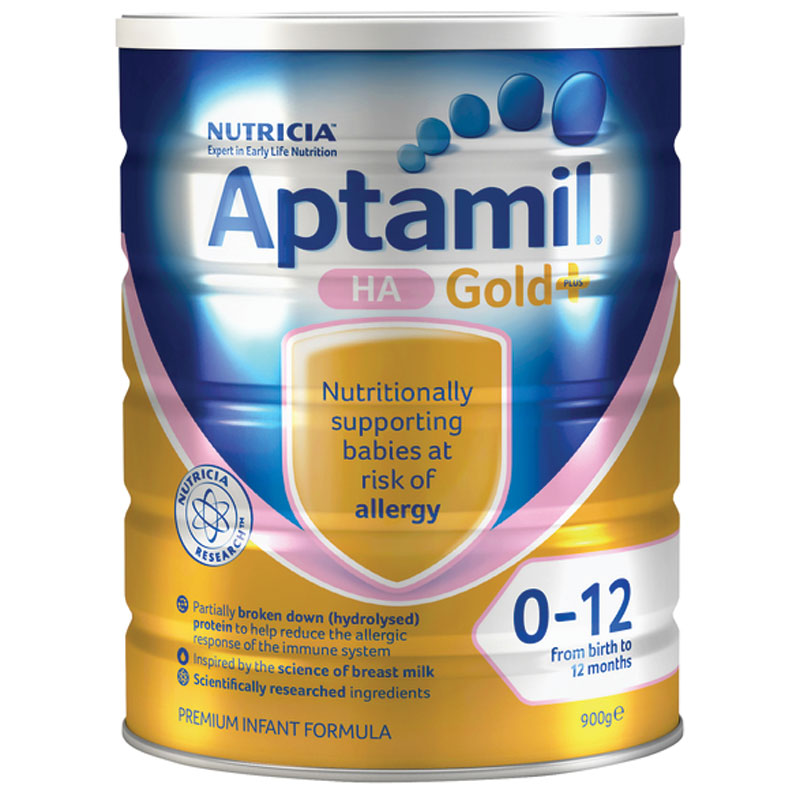 NUTRICIA™
Expert in Early Life Nutrition
Aptamil®
HA Gold+
PLUS
Nutritionally
supporting
babies at
risk of
allergy
NUTRICIA
RESEARCH™
Partially broken down (hydrolysed)
protein to help reduce the allergic
response of the immune system
Inspired by the science of breast milk
Scientifically researched ingredients
PREMIUM INFANT FORMULA
0-12
from birth to
12 months
900g℮